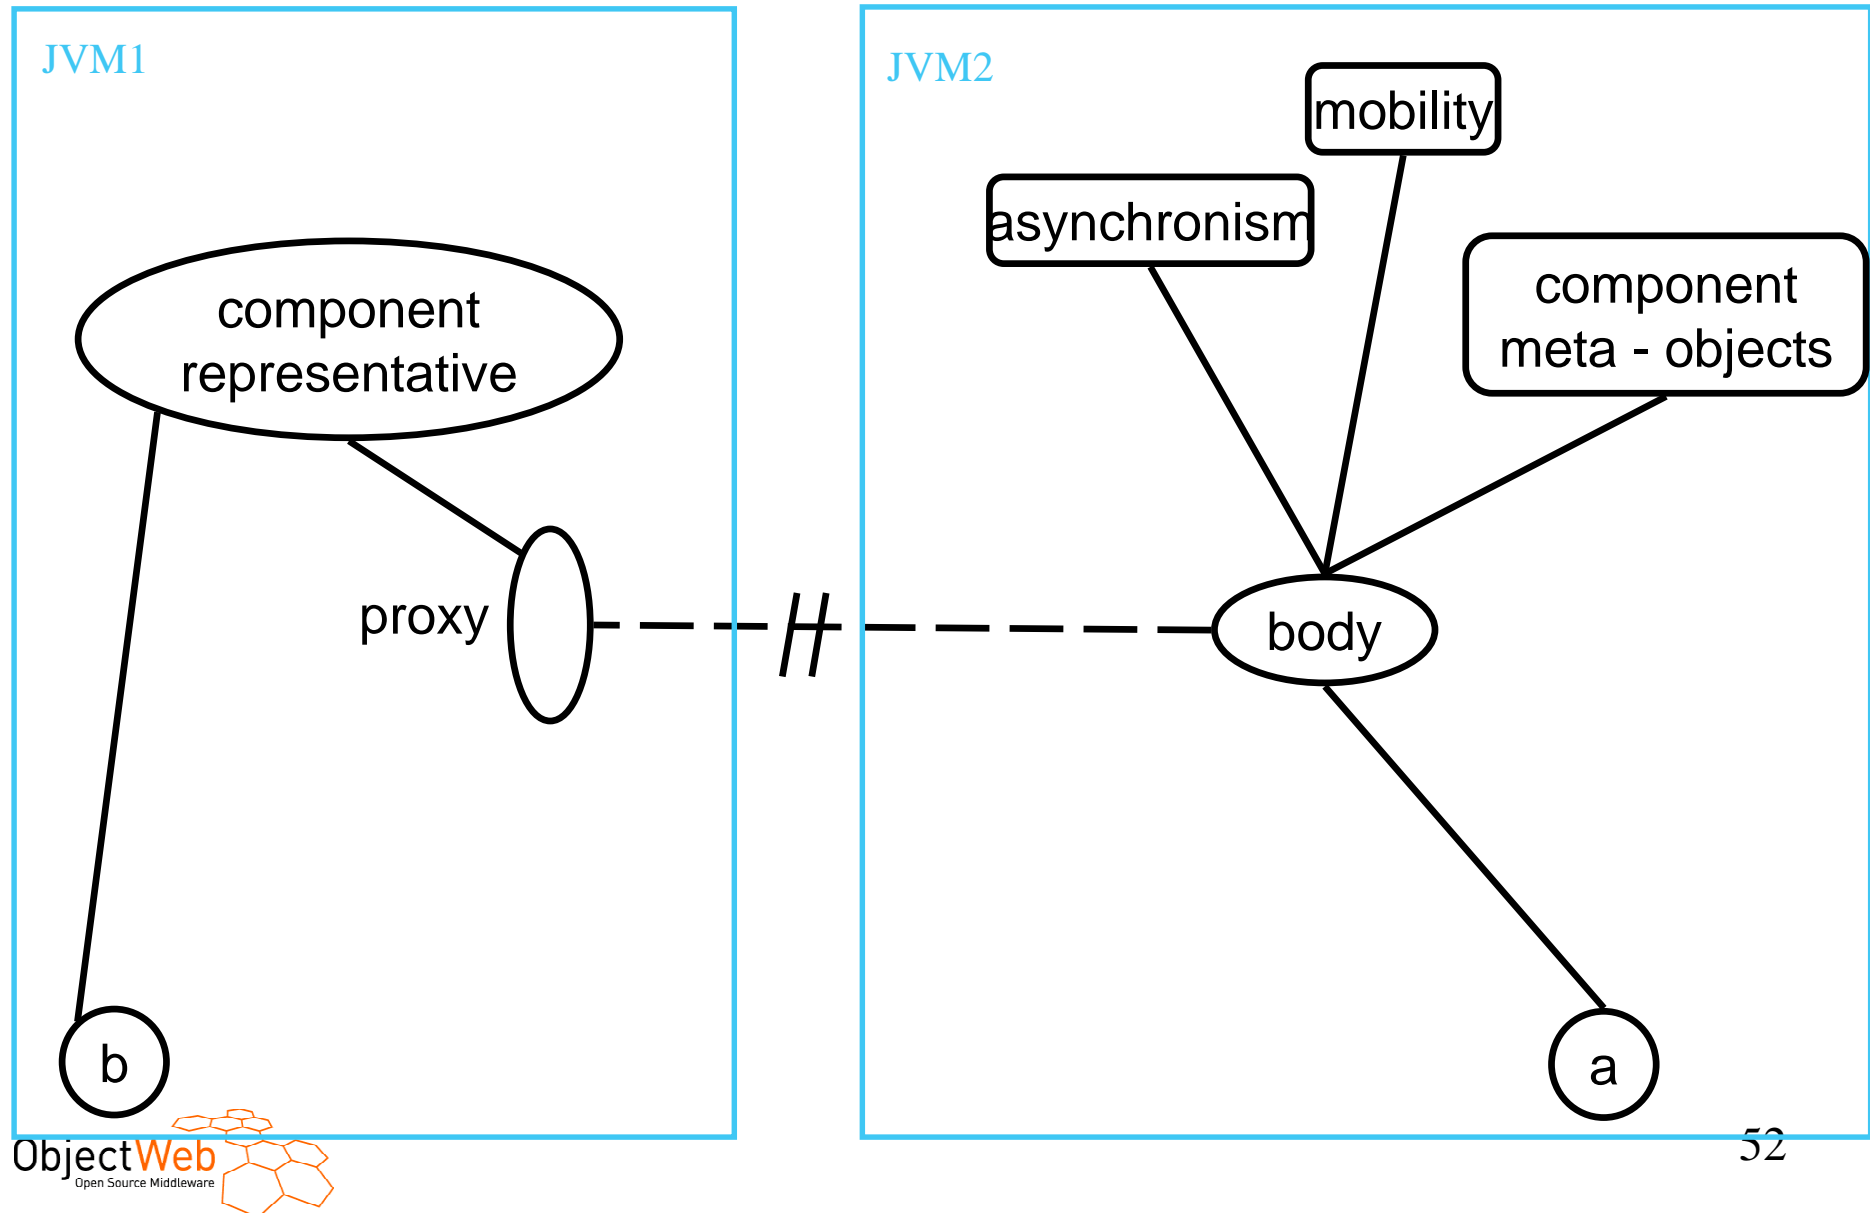 JVM1
component
representative
proxy
b
JVM2
mobility
asynchronism
component
meta - objects
body
a
ObjectWeb
Open Source Middleware
52